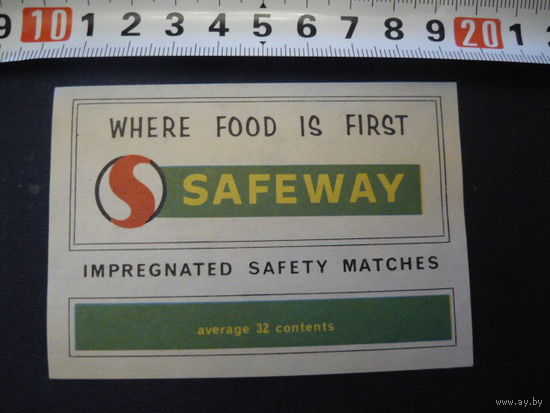 9 10 1 2 3 4 5 6 7 8 9 20 1
WHERE FOOD IS FIRST
S SAFEWAY
IMPREGNATED SAFETY MATCHES
average 32 contents
www.ay.by